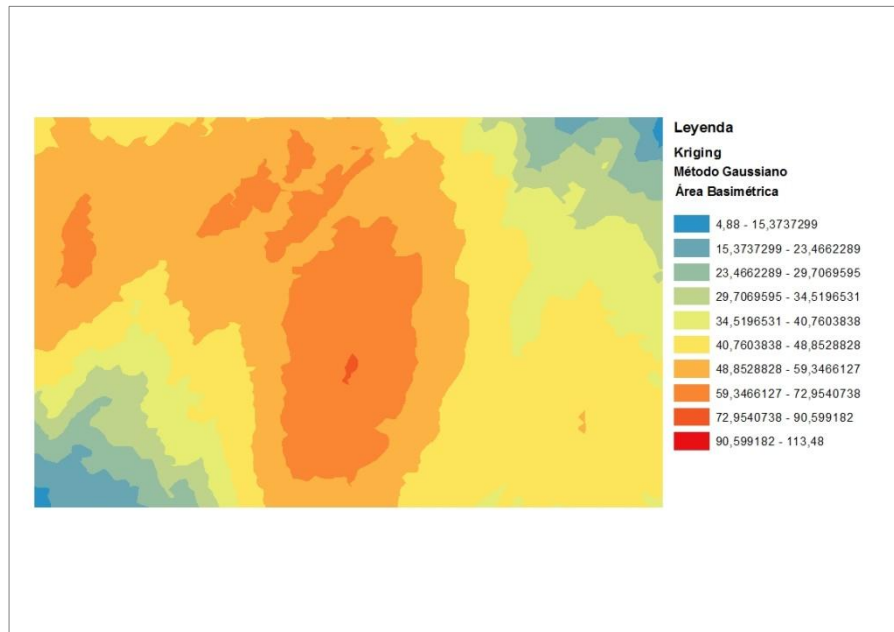 Leyenda
Kriging
Método Gaussiano
Área Basimétrica
4,88 - 15,3737299
15,3737299 - 23,4662289
23,4662289 - 29,7069595
29,7069595 - 34,5196531
34,5196531 - 40,7603838
40,7603838 - 48,8528828
48,8528828 - 59,3466127
59,3466127 - 72,9540738
72,9540738 - 90,599182
90,599182 - 113,48